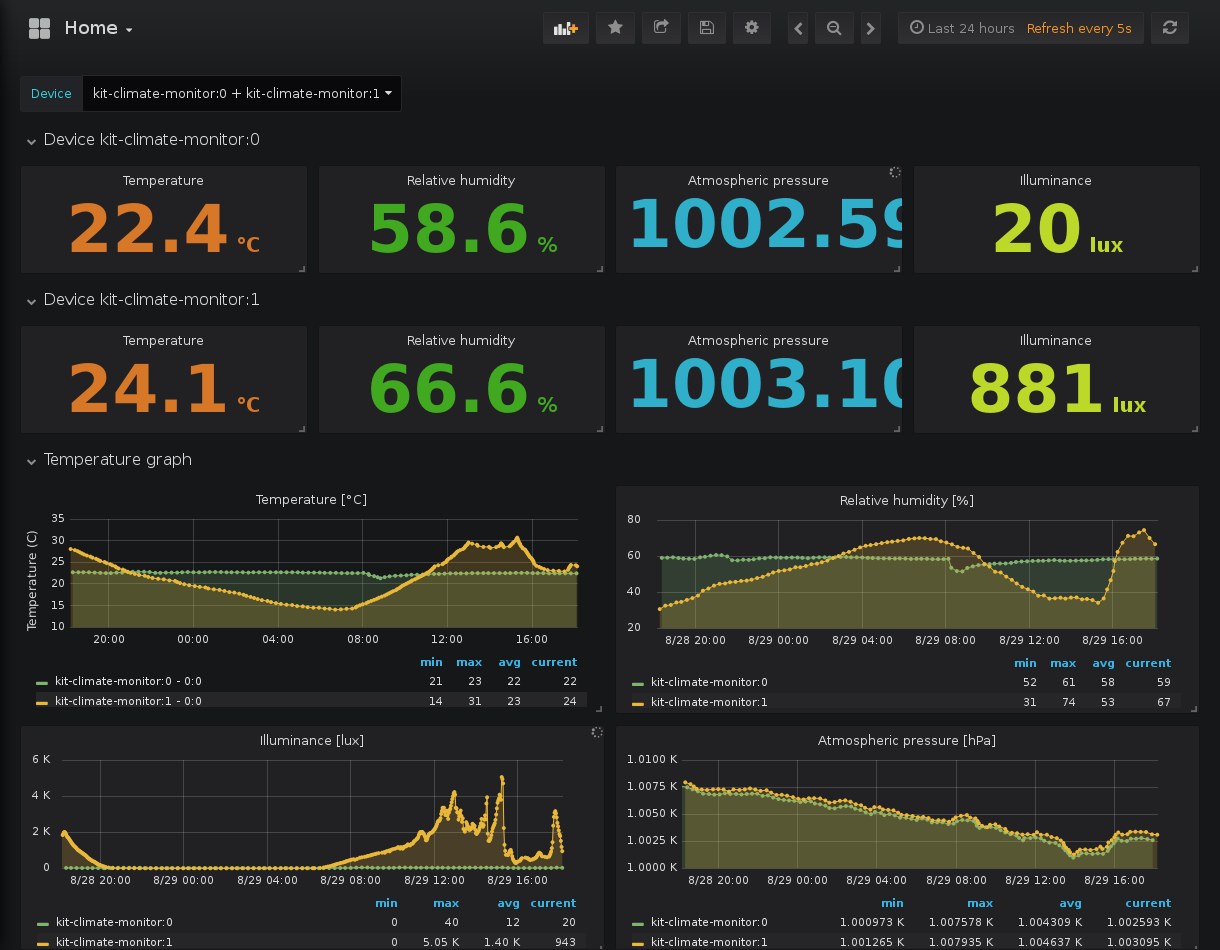 Home
Last 24 hours Refresh every 5s
Device kit-climate-monitor:0 + kit-climate-monitor:1
Device kit-climate-monitor:0
Temperature Relative humidity Atmospheric pressure Illuminance
22.4 °C 58.6 % 1002.59 20 lux
Device kit-climate-monitor:1
Temperature Relative humidity Atmospheric pressure Illuminance
24.1 °C 66.6 % 1003.10 881 lux
Temperature graph
Temperature [°C]
Temperature (C)
35
30
25
20
15
10
20:00 00:00 04:00 08:00 12:00 16:00
min max avg current
kit-climate-monitor:0 - 0:0 21 23 22 22
kit-climate-monitor:1 - 0:0 14 31 23 24
Relative humidity [%]
80
60
40
20
8/28 20:00 8/29 00:00 8/29 04:00 8/29 08:00 8/29 12:00 8/29 16:00
min max avg current
kit-climate-monitor:0 52 61 58 59
kit-climate-monitor:1 31 74 53 67
Illuminance [lux]
6 K
4 K
2 K
0
8/28 20:00 8/29 00:00 8/29 04:00 8/29 08:00 8/29 12:00 8/29 16:00
min max avg current
kit-climate-monitor:0 0 40 12 20
kit-climate-monitor:1 0 5.05 K 1.40 K 943
Atmospheric pressure [hPa]
1.0100 K
1.0075 K
1.0050 K
1.0025 K
1.0000 K
8/28 20:00 8/29 00:00 8/29 04:00 8/29 08:00 8/29 12:00 8/29 16:00
min max avg current
kit-climate-monitor:0 1.000973 K 1.007578 K 1.004309 K 1.002593 K
kit-climate-monitor:1 1.001265 K 1.007935 K 1.004637 K 1.003095 K